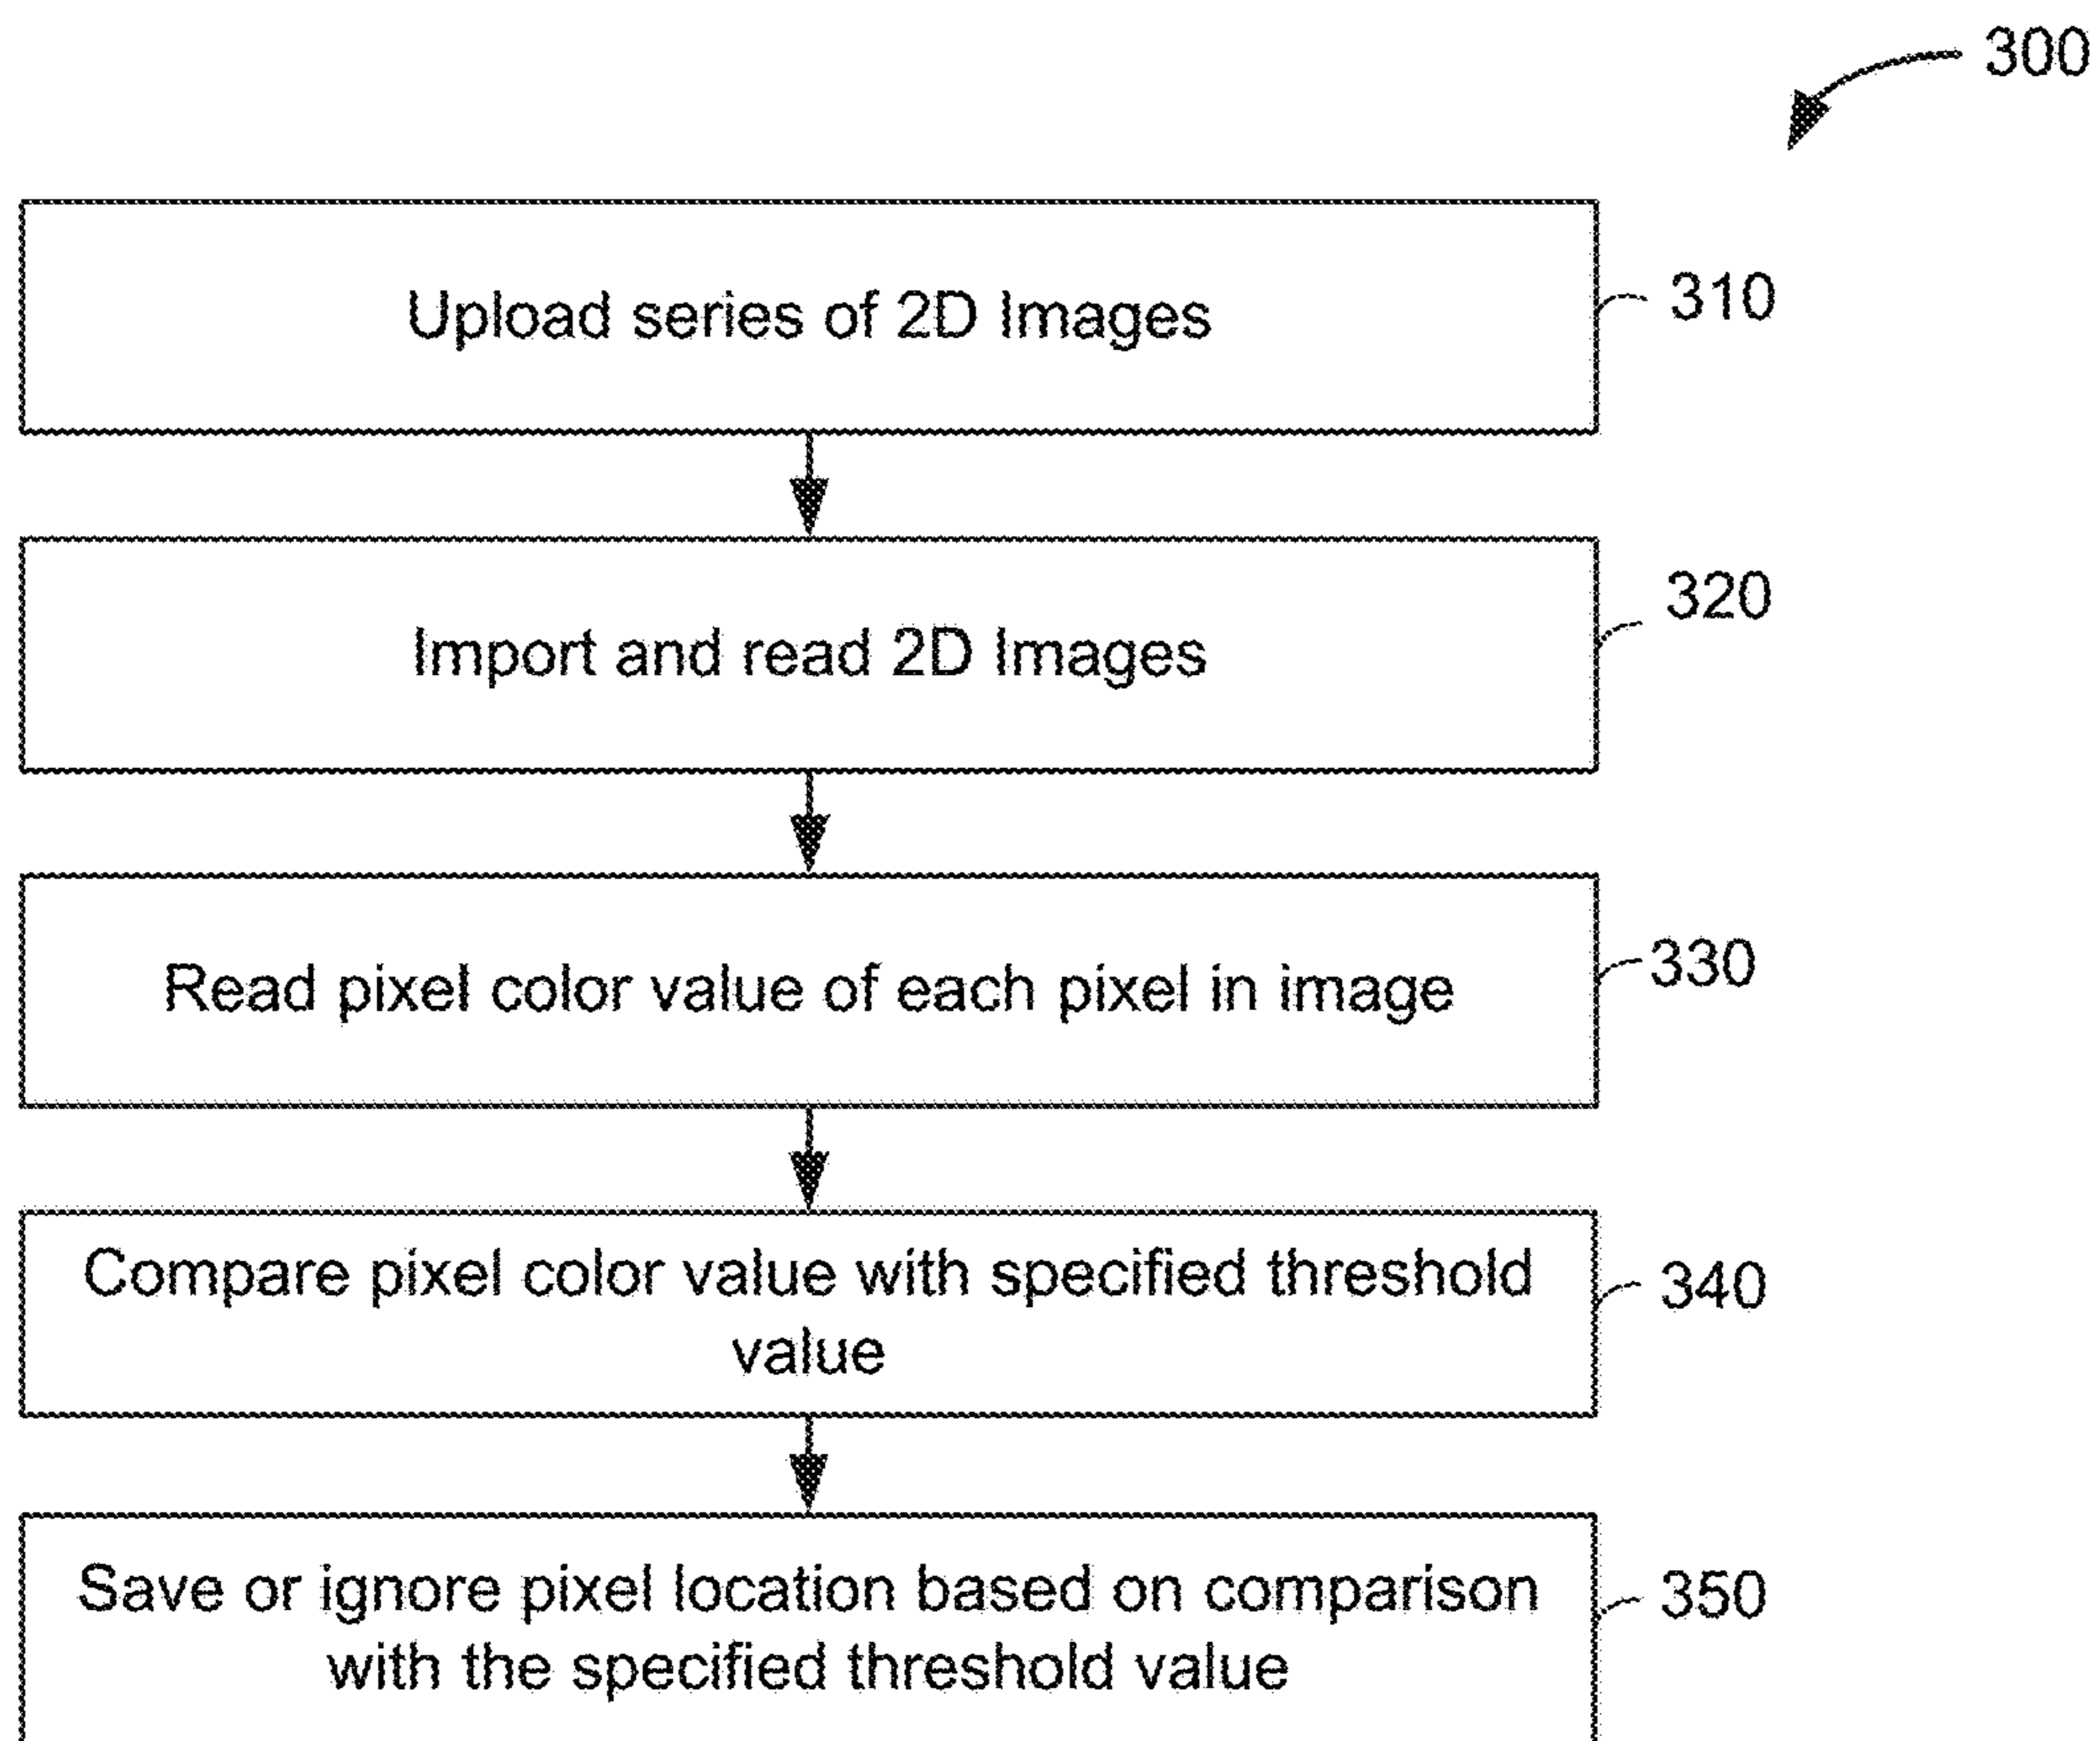 300
Upload series of 2D Images
310
Import and read 2D Images
320
Read pixel color value of each pixel in image
330
Compare pixel color value with specified threshold
value
340
Save or ignore pixel location based on comparison
with the specified threshold value
350